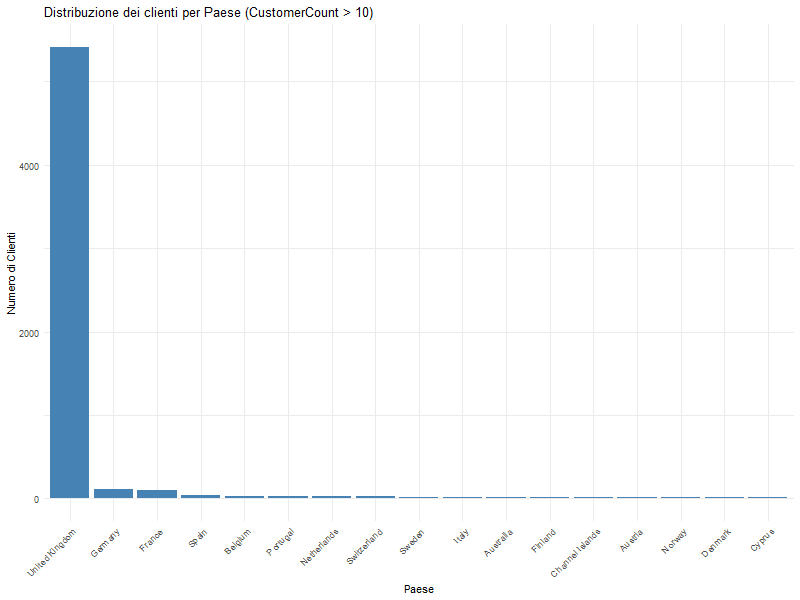 Distribuzione dei clienti per Paese (CustomerCount > 10)
Numero di Clienti
4000
2000
0
United Kingdom
Germany
France
Spain
Belgium
Portugal
Netherlands
Switzerland
Sweden
Italy
Australia
Finland
Channel Islands
Austria
Norway
Denmark
Cyprus
Paese